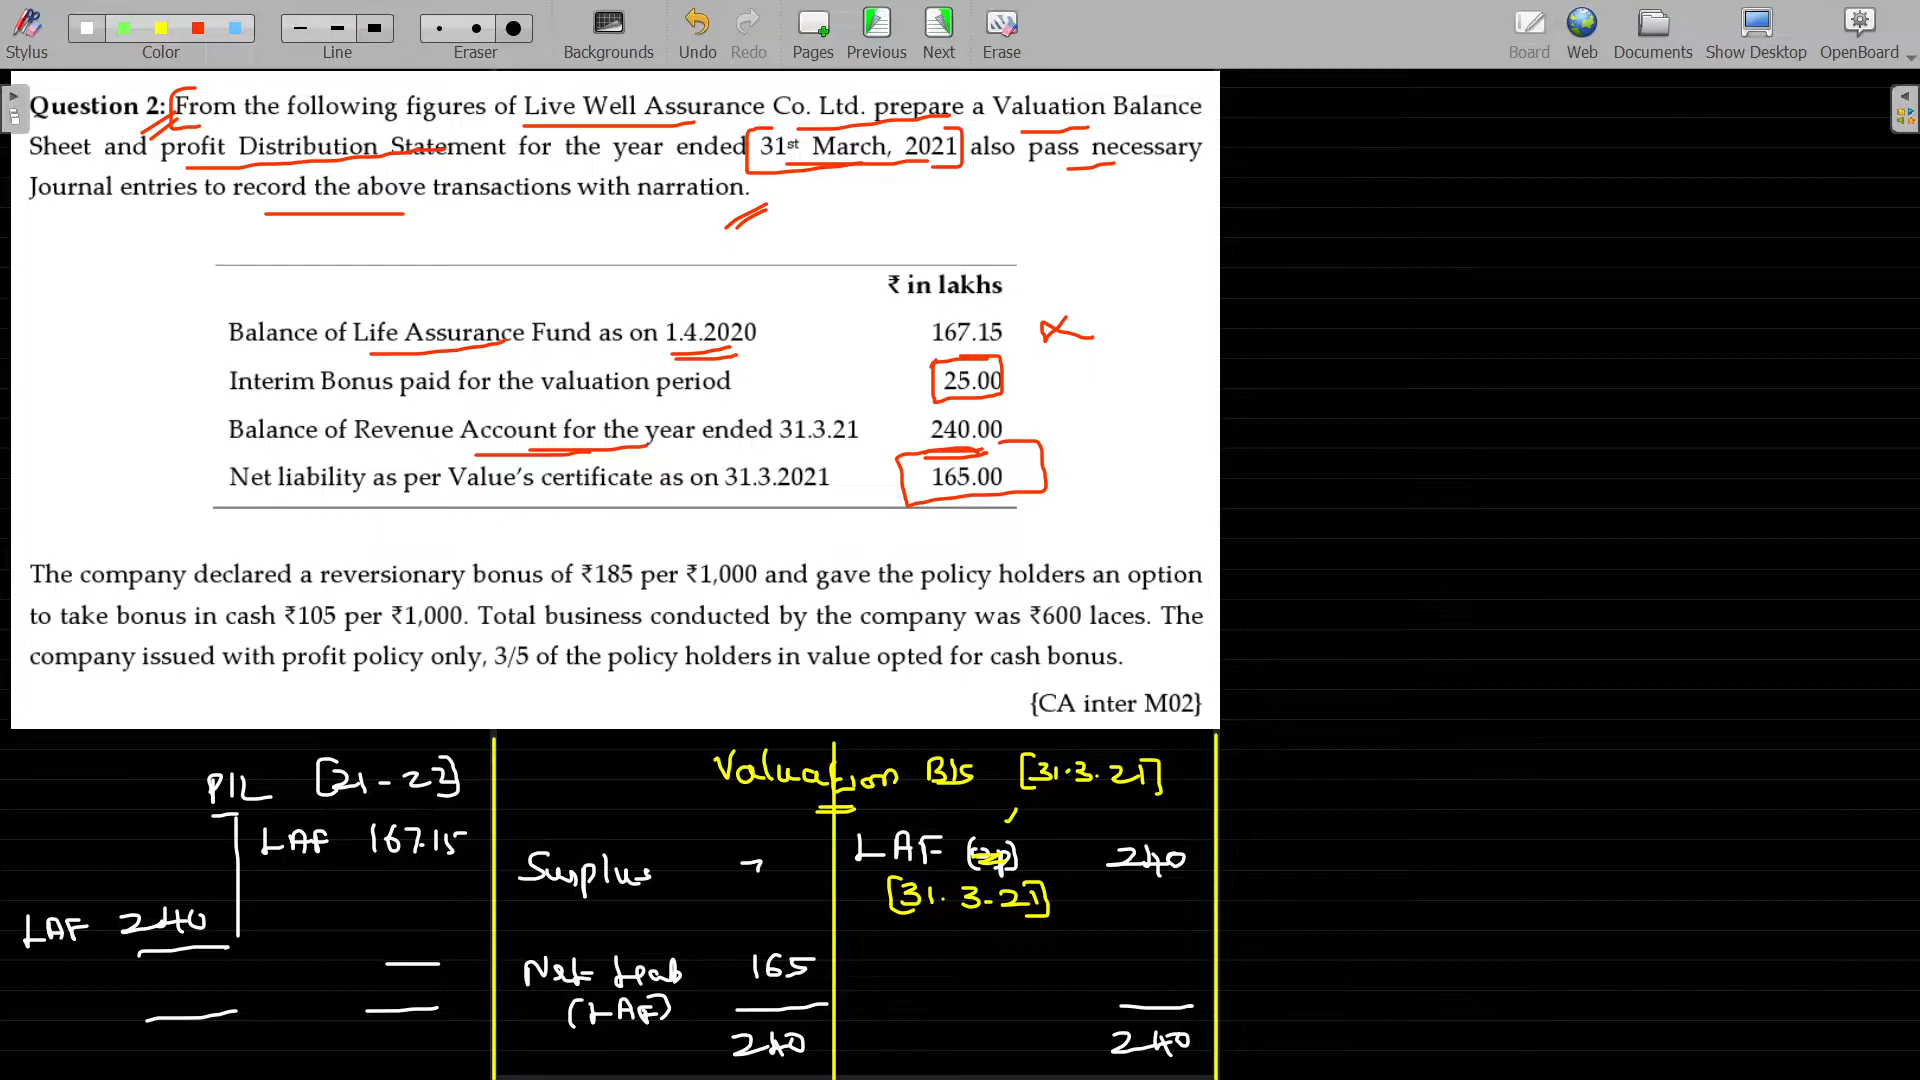 Stylus
Color
Line
Eraser
Backgrounds
Undo
Redo
Pages
Previous
Next
Erase
Board
Web
Documents
Show Desktop
OpenBoard
Question 2: From the following figures of Live Well Assurance Co. Ltd. prepare a Valuation Balance
Sheet and profit Distribution Statement for the year ended 31st March, 2021 also pass necessary
Journal entries to record the above transactions with narration.
₹ in lakhs
Balance of Life Assurance Fund as on 1.4.2020 167.15
Interim Bonus paid for the valuation period 25.00
Balance of Revenue Account for the year ended 31.3.21 240.00
Net liability as per Value's certificate as on 31.3.2021 165.00
The company declared a reversionary bonus of ₹185 per ₹1,000 and gave the policy holders an option
to take bonus in cash ₹105 per ₹1,000. Total business conducted by the company was ₹600 laces. The
company issued with profit policy only, 3/5 of the policy holders in value opted for cash bonus.
{CA inter M02}
P/L [21-22]
LAF 167.15
LAF 240
Valuation B/s [31.3.21]
Surplus ?
LAF 240
[31.3-21]
Net Liab 165
(LAF)
240 240